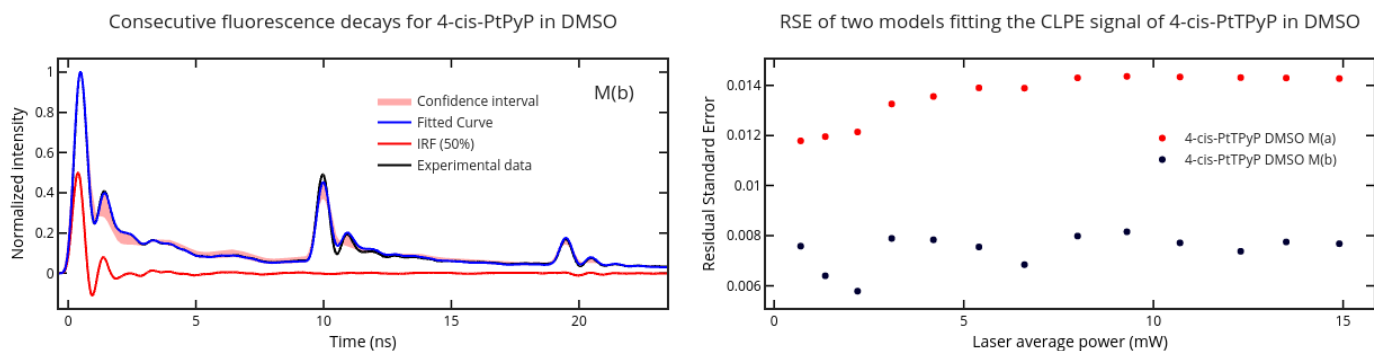 Consecutive fluorescence decays for 4-cis-PtPyP in DMSO
Normalized intensity
1
0.8
0.6
0.4
0.2
0
M(b)
Confidence interval
Fitted Curve
IRF (50%)
Experimental data
0 5 10 15 20
Time (ns)
RSE of two models fitting the CLPE signal of 4-cis-PtTPyP in DMSO
Residual Standard Error
0.014
0.012
0.01
0.008
0.006
4-cis-PtTPyP DMSO M(a)
4-cis-PtTPyP DMSO M(b)
0 5 10 15
Laser average power (mW)